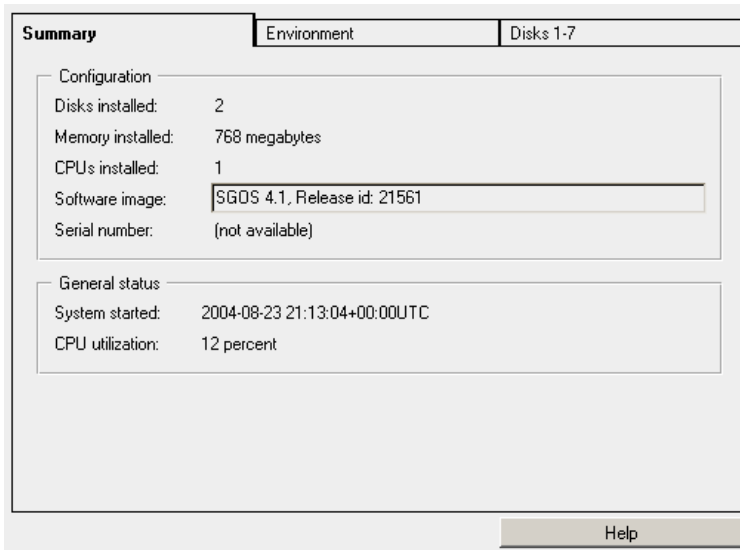 Summary Environment Disks 1-7
Configuration
Disks installed: 2
Memory installed: 768 megabytes
CPUs installed: 1
Software image: SGOS 4.1, Release id: 21561
Serial number: (not available)
General status
System started: 2004-08-23 21:13:04+00:00UTC
CPU utilization: 12 percent
Help